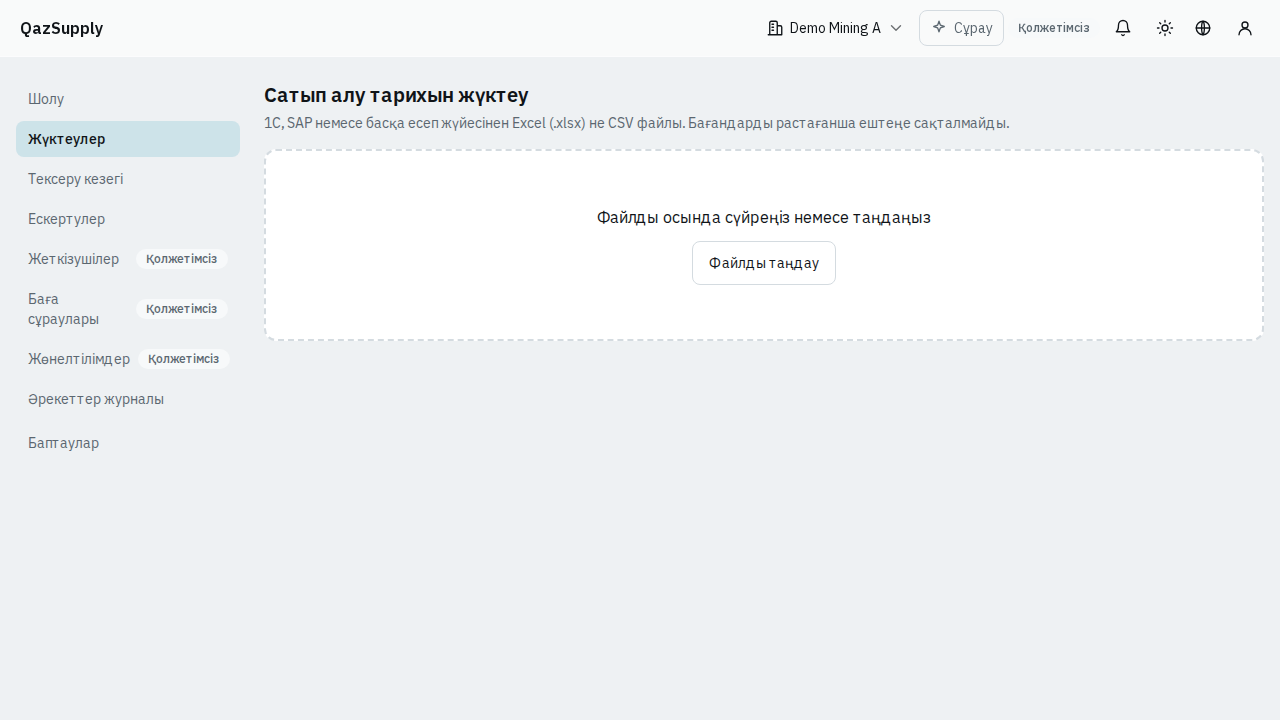 QazSupply
Demo Mining A
Сұрау
Қолжетімсіз
Шолу
Жүктеулер
Тексеру кезегі
Ескертулер
Жеткізушілер
Қолжетімсіз
Баға
сұраулары
Қолжетімсіз
Жөнелтілімдер
Қолжетімсіз
Әрекеттер журналы
Баптаулар
Сатып алу тарихын жүктеу
1С, SAP немесе басқа есеп жүйесінен Excel (.xlsx) не CSV файлы. Бағандарды растағанша ештеңе сақталмайды.
Файлды осында сүйреңіз немесе таңдаңыз
Файлды таңдау